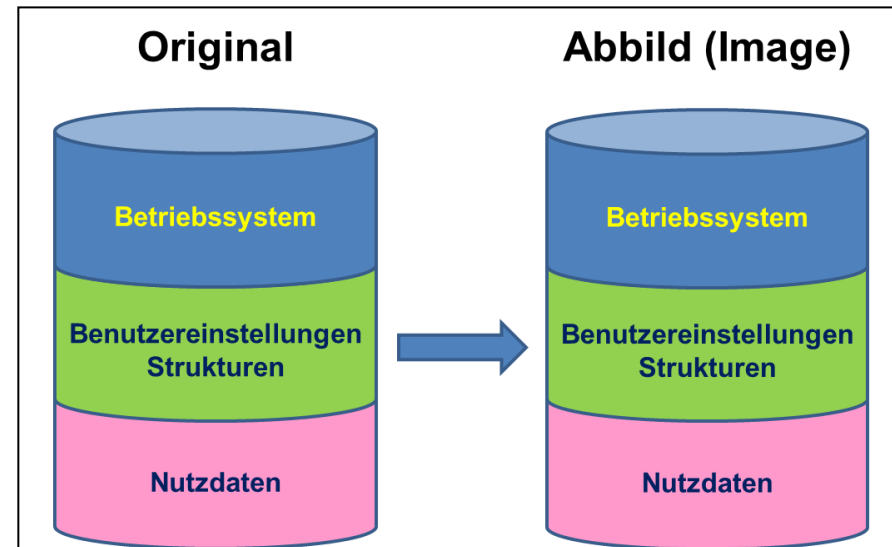 Original
Abbild (Image)
Betriebssystem
Benutzereinstellungen
Strukturen
Nutzdaten
Betriebssystem
Benutzereinstellungen
Strukturen
Nutzdaten